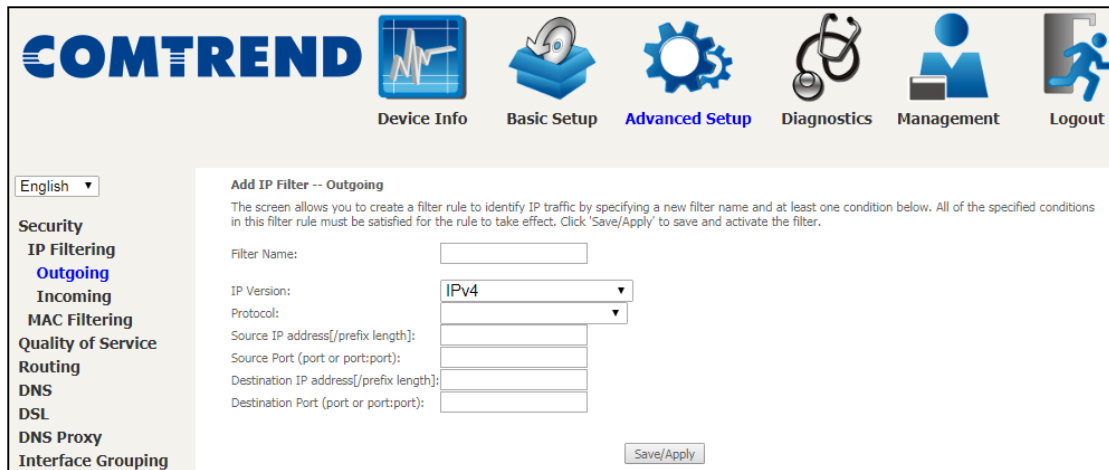 COMTREND
Device Info
Basic Setup
Advanced Setup
Diagnostics
Management
Logout
English
Security
IP Filtering
Outgoing
Incoming
MAC Filtering
Quality of Service
Routing
DNS
DSL
DNS Proxy
Interface Grouping
Add IP Filter -- Outgoing
The screen allows you to create a filter rule to identify IP traffic by specifying a new filter name and at least one condition below. All of the specified conditions
in this filter rule must be satisfied for the rule to take effect. Click 'Save/Apply' to save and activate the filter.
Filter Name:
IP Version: IPv4
Protocol:
Source IP address[/prefix length]:
Source Port (port or port:port):
Destination IP address[/prefix length]:
Destination Port (port or port:port):
Save/Apply